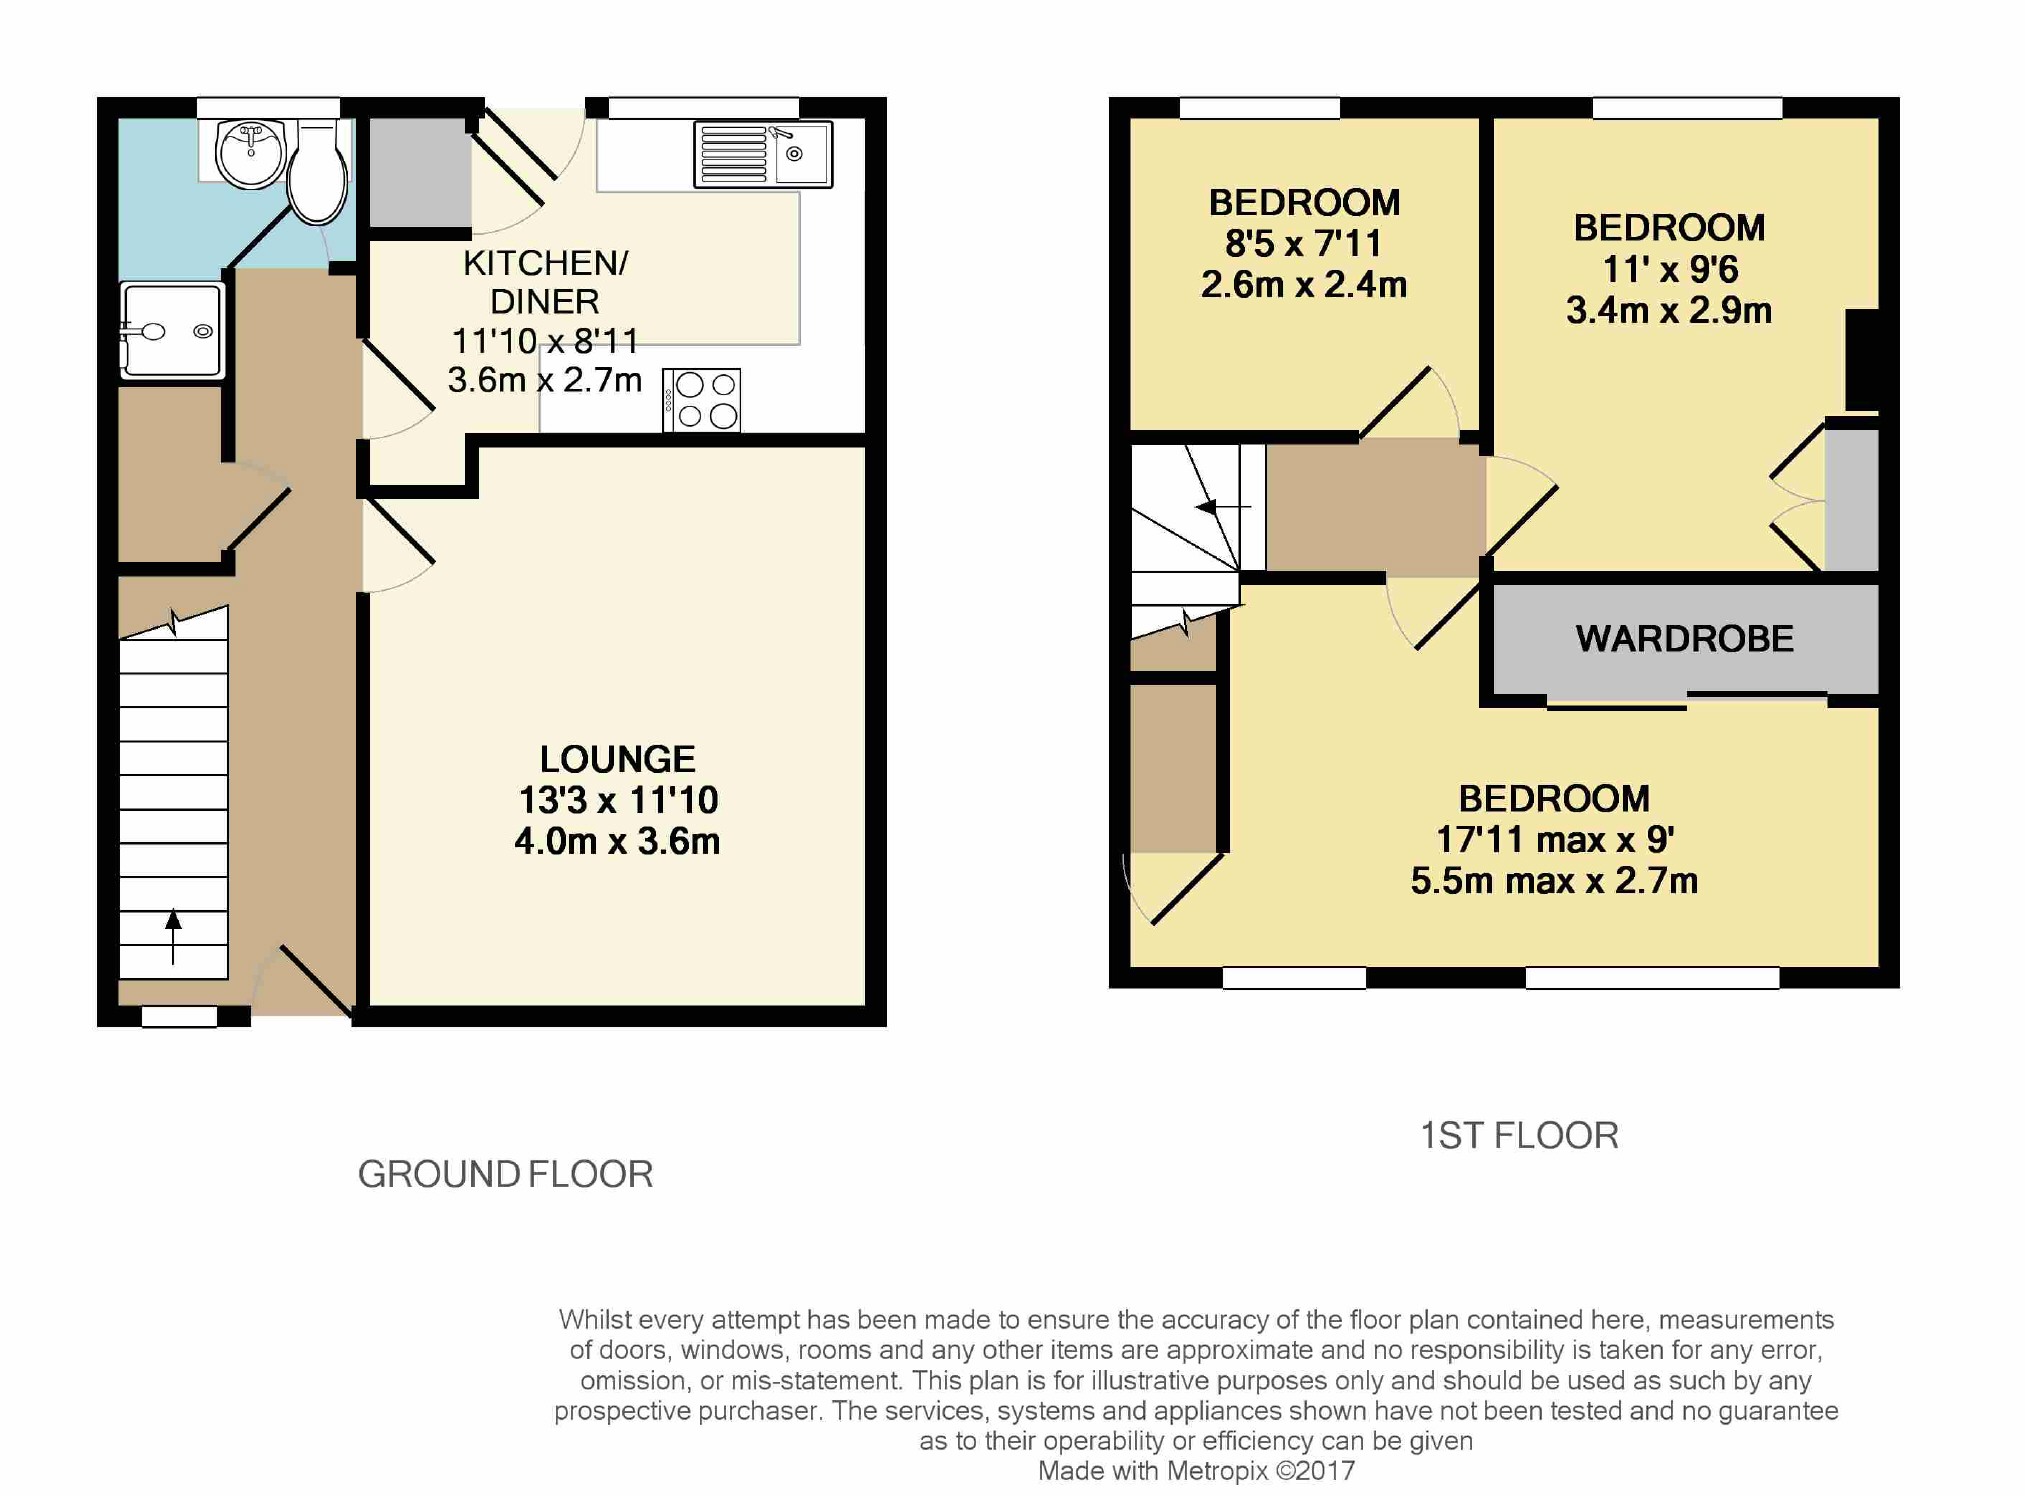 KITCHEN/
DINER
11'10 x 8'11
3.6m x 2.7m
LOUNGE
13'3 x 11'10
4.0m x 3.6m
GROUND FLOOR
BEDROOM
8'5 x 7'11
2.6m x 2.4m
BEDROOM
11' x 9'6
3.4m x 2.9m
WARDROBE
BEDROOM
17'11 max x 9'
5.5m max x 2.7m
1ST FLOOR
Whilst every attempt has been made to ensure the accuracy of the floor plan contained here, measurements
of doors, windows, rooms and any other items are approximate and no responsibility is taken for any error,
omission, or mis-statement. This plan is for illustrative purposes only and should be used as such by any
prospective purchaser. The services, systems and appliances shown have not been tested and no guarantee
as to their operability or efficiency can be given
Made with Metropix ©2017